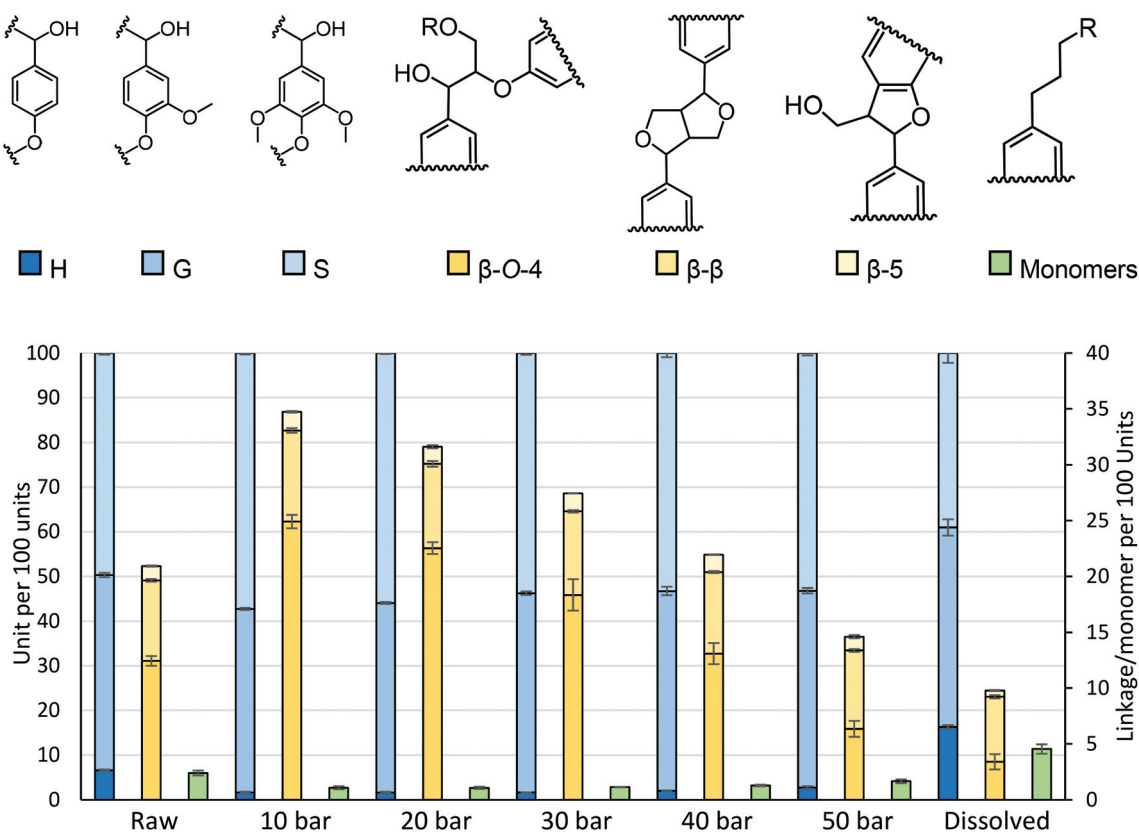 OH OH OH RO R
HO O O HO O
O O O O O O O
H G S β-O-4 β-β β-5 Monomers
Unit per 100 units
100
90
80
70
60
50
40
30
20
10
0
Raw 10 bar 20 bar 30 bar 40 bar 50 bar Dissolved
40
35
30
25
20
15
10
5
0
Linkage/monomer per 100 Units